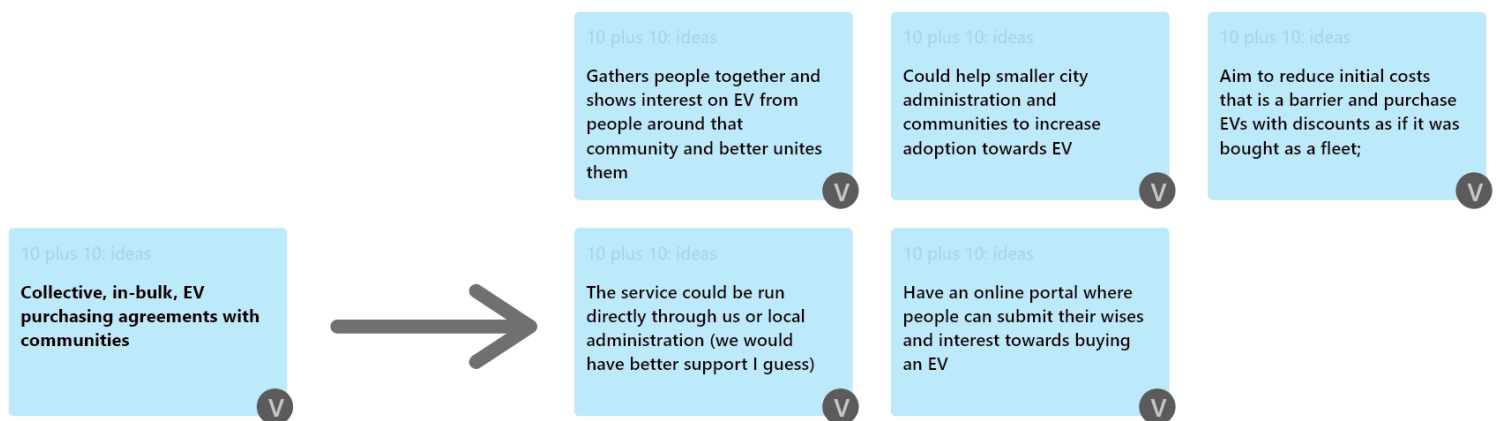 10 plus 10: ideas
Gathers people together and
shows interest on EV from
people around that
community and better unites
them
V
10 plus 10: ideas
Could help smaller city
administration and
communities to increase
adoption towards EV
V
10 plus 10: ideas
Aim to reduce initial costs
that is a barrier and purchase
EVs with discounts as if it was
bought as a fleet;
V
10 plus 10: ideas
Collective, in-bulk, EV
purchasing agreements with
communities
V
10 plus 10: ideas
The service could be run
directly through us or local
administration (we would
have better support I guess)
V
10 plus 10: ideas
Have an online portal where
people can submit their wises
and interest towards buying
an EV
V